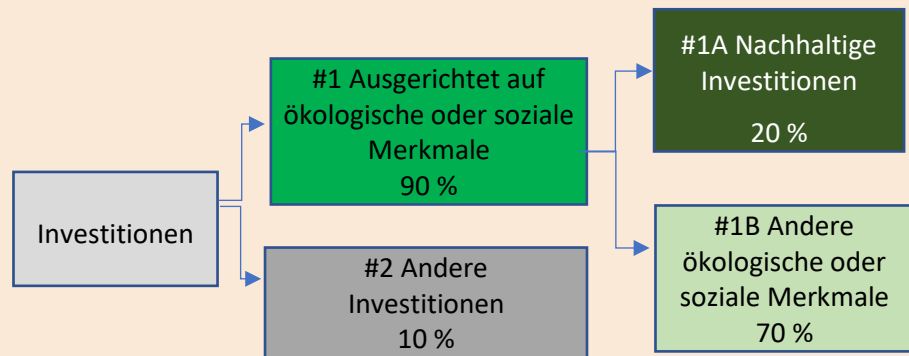 Investitionen
#1 Ausgerichtet auf
ökologische oder soziale
Merkmale
90 %
#2 Andere
Investitionen
10 %
#1A Nachhaltige
Investitionen
20 %
#1B Andere
ökologische oder
soziale Merkmale
70 %